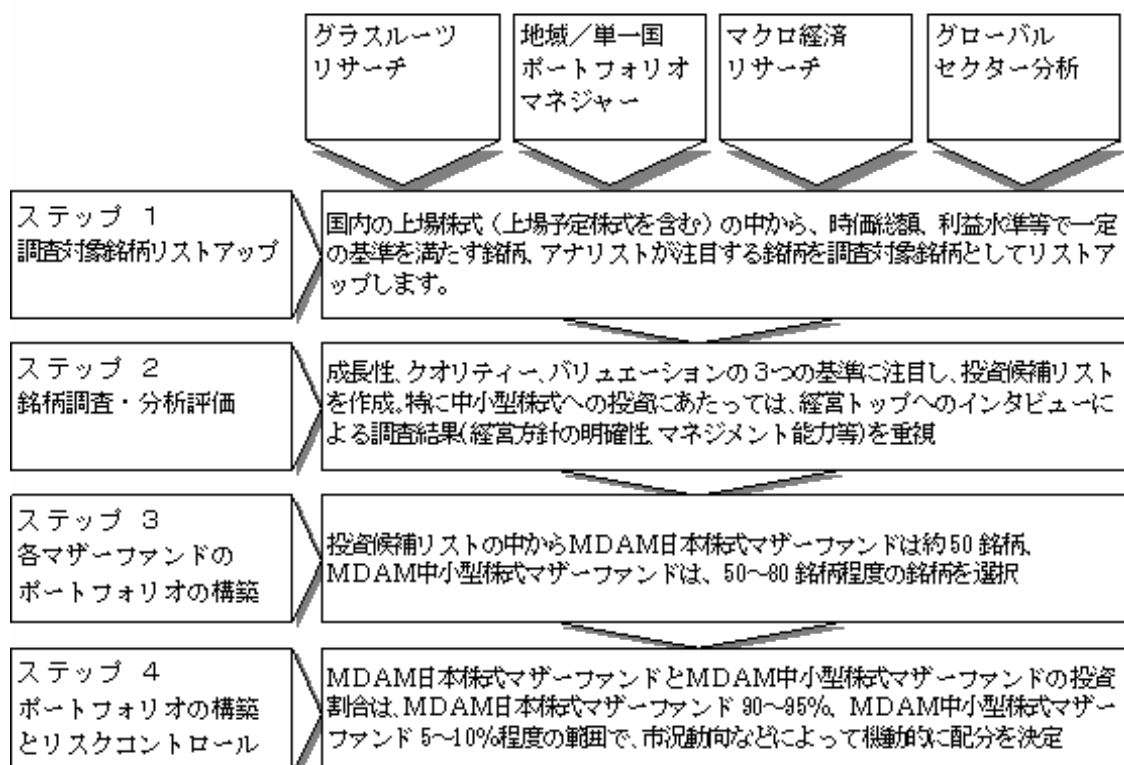 グラスルーツ
リサーチ
地域／単一国
ポートフォリオ
マネジャー
マクロ経済
リサーチ
グローバル
セクター分析
ステップ １
調査対象銘柄リストアップ
国内の上場株式（上場予定株式を含む）の中から、時価総額、利益水準等で一定
の基準を満たす銘柄、アナリストが注目する銘柄を調査対象銘柄としてリストア
ップします。
ステップ ２
銘柄調査・分析評価
成長性、クオリティー、バリュエーションの３つの基準に注目し、投資候補リスト
を作成。特に中小型株式への投資にあたっては、経営トップへのインタビューに
よる調査結果(経営方針の明確性、マネジメント能力等)を重視
ステップ ３
各マザーファンドの
ポートフォリオの構築
投資候補リストの中からＭＤＡＭ日本株式マザーファンドは約50 銘柄、
ＭＤＡＭ中小型株式マザーファンドは、50～80 銘柄程度の銘柄を選択
ステップ ４
ポートフォリオの構築
とリスクコントロール
ＭＤＡＭ日本株式マザーファンドとＭＤＡＭ中小型株式マザーファンドの投資
割合は、ＭＤＡＭ日本株式マザーファンド 90～95%、ＭＤＡＭ中小型株式マザー
ファンド 5～10%程度の範囲で、市況動向などによって機動的に配分を決定